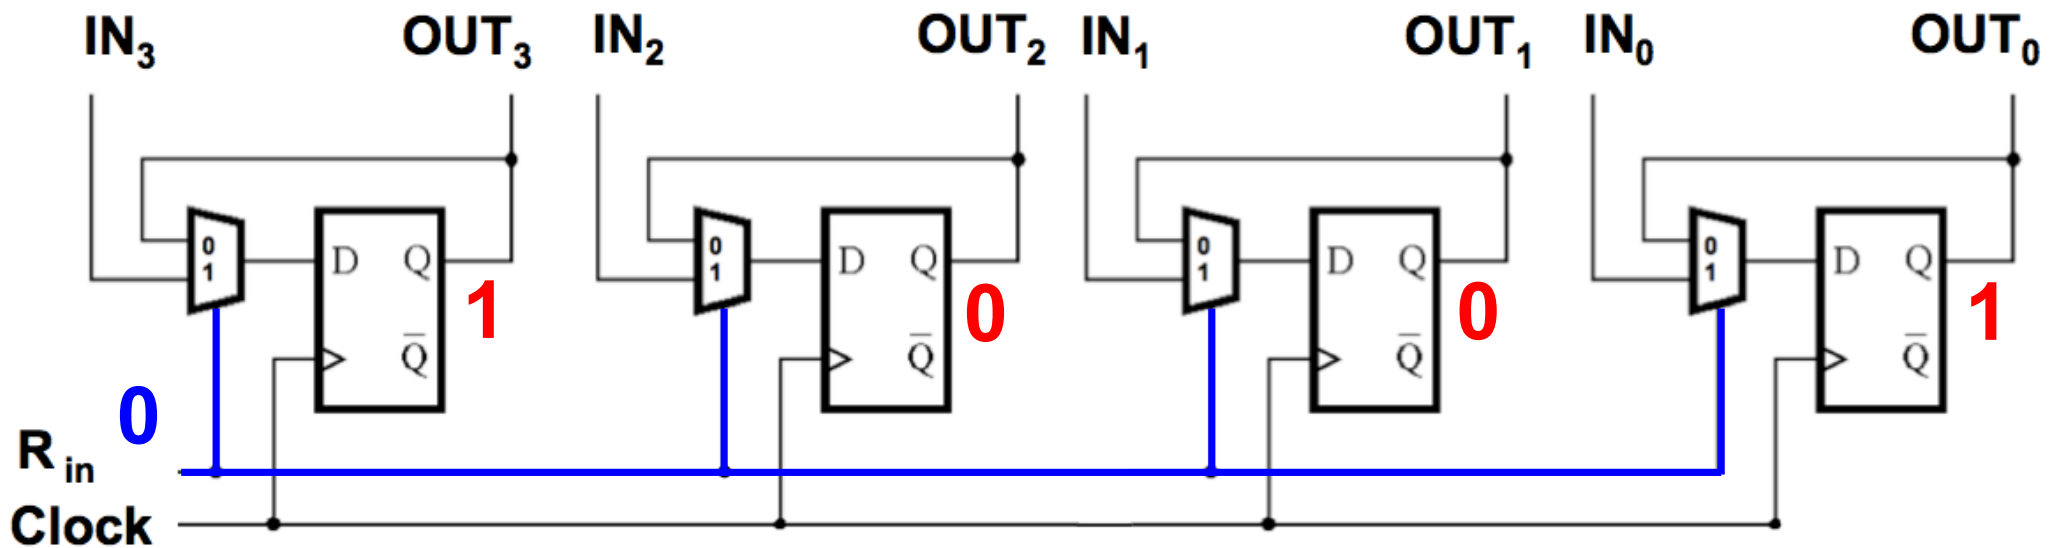 IN3 OUT3 IN2 OUT2 IN1 OUT1 IN0 OUT0
0 0 0 0
1 D Q 1 D Q 1 D Q 1 D Q
1 0 0 1
Q̅ Q̅ Q̅ Q̅
0
R in
Clock